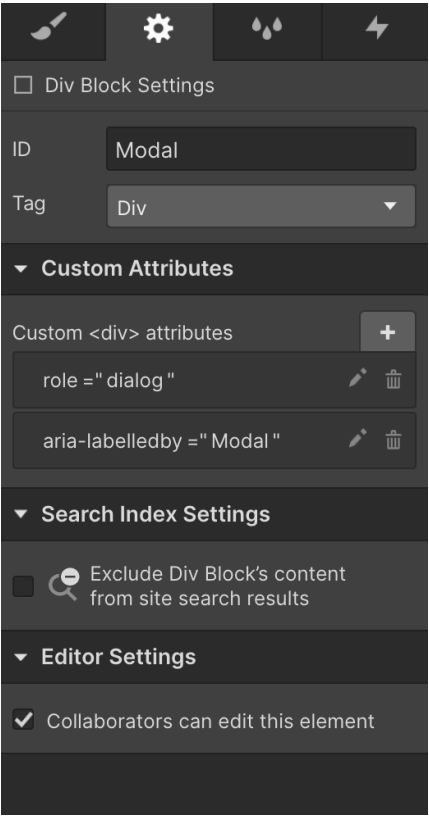 Div Block Settings
ID Modal
Tag Div
Custom Attributes
Custom <div> attributes +
role =" dialog "
aria-labelledby =" Modal "
Search Index Settings
Exclude Div Block's content
from site search results
Editor Settings
Collaborators can edit this element